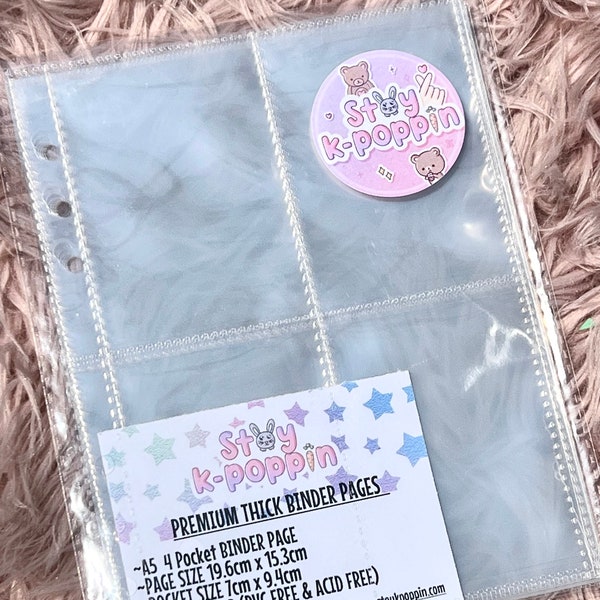 Stay
k-poppin
Stay
k-poppin
PREMIUM THICK BINDER PAGES
~A5 4 Pocket BINDER PAGE
~PAGE SIZE 19.6cm x 15.3cm
~POCKET SIZE 7cm x 9.4cm
(PVC FREE & ACID FREE)
staykpoppin.com